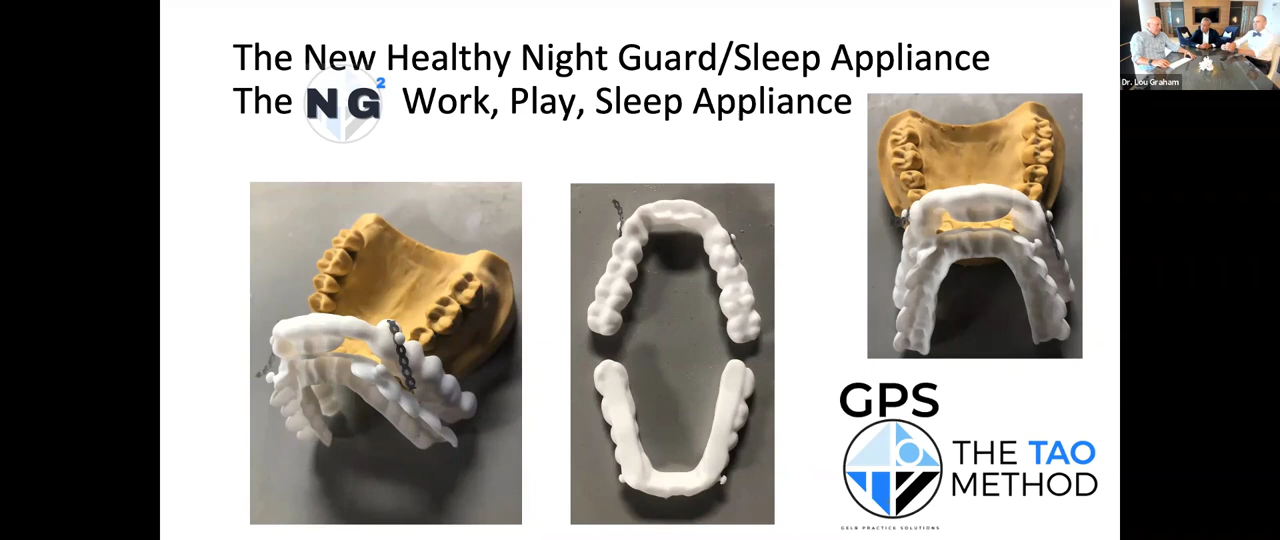 The New Healthy Night Guard/Sleep Appliance
The NG² Work, Play, Sleep Appliance
Dr. Lou Graham
GPS
THE TAO
METHOD
GELB PRACTICE SOLUTIONS